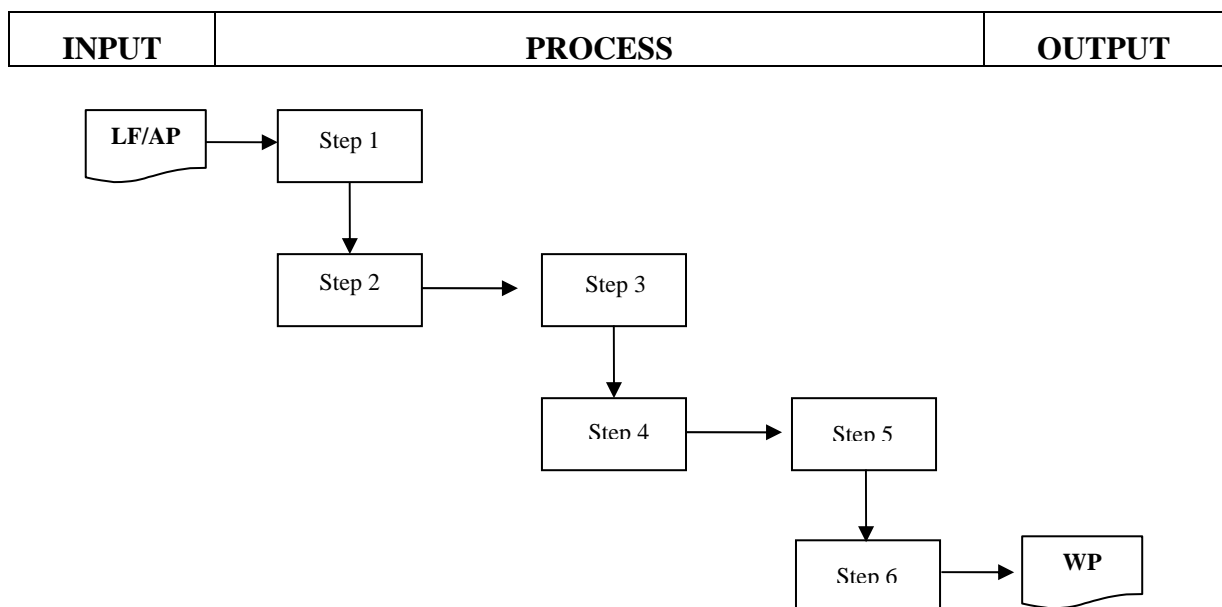 INPUT PROCESS OUTPUT
LF/AP
Step 1
Step 2
Step 3
Step 4
Step 5
Step 6
WP